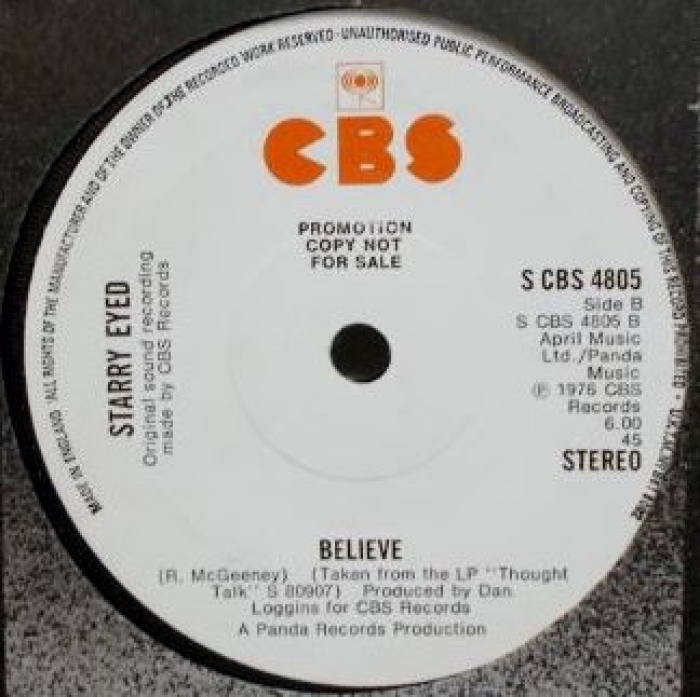 MADE IN ENGLAND ALL RIGHTS OF THE MANUFACTURER AND OF THE OWNER OF THE RECORDED WORK RESERVED · UNAUTHORISED PUBLIC PERFORMANCE BROADCASTING AND COPYING OF THIS RECORD PROHIBITED
CBS
PROMOTION
COPY NOT
FOR SALE
STARRY EYED
Original sound recording
made by CBS Records
S CBS 4805
Side B
S CBS 4805 B
April Music
Ltd./Panda
Music
℗ 1976 CBS
Records
6.00
45
STEREO
BELIEVE
(R. McGeeney) (Taken from the LP "Thought
Talk" S 80907) Produced by Dan
Loggins for CBS Records
A Panda Records Production